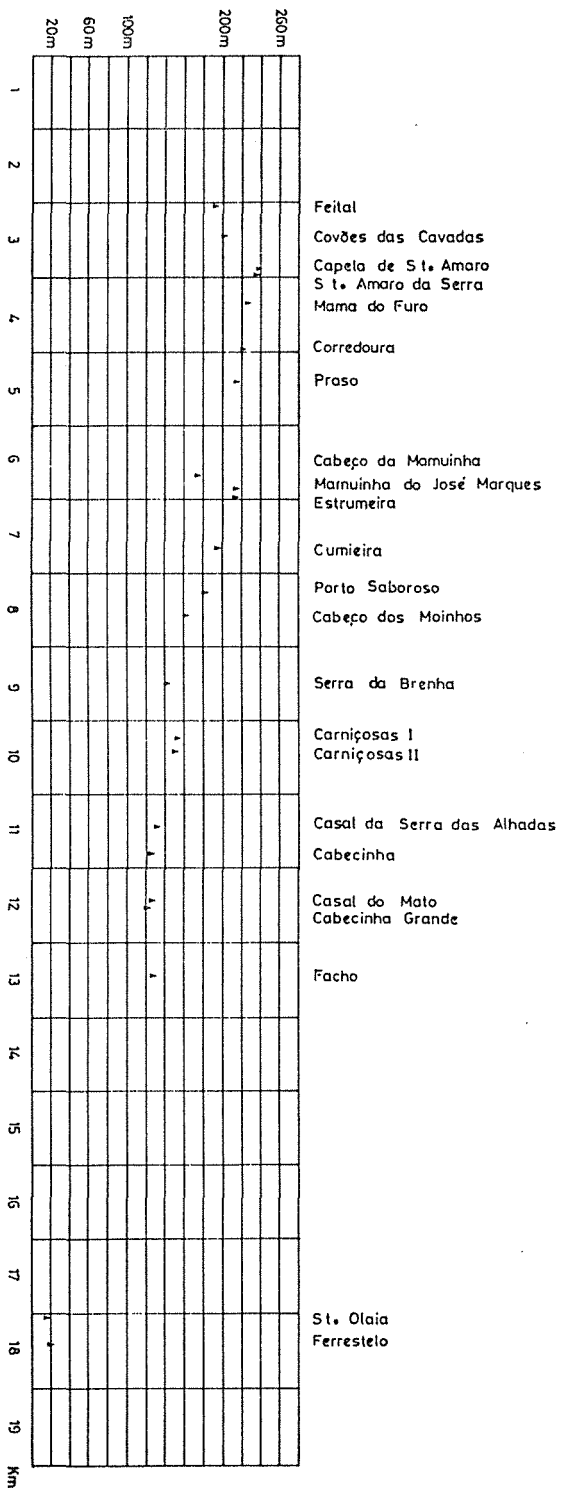 20m
60m
100m
200m
260m
1
2
3
4
5
6
7
8
9
10
11
12
13
14
15
16
17
18
19
Km
Feital
Covões das Cavadas
Capela de St. Amaro
St. Amaro da Serra
Mama do Furo
Corredoura
Praso
Cabeço da Mamuinha
Mamuinha do José Marques
Estrumeira
Cumieira
Porto Saboroso
Cabeço dos Moinhos
Serra da Brenha
Carniçosas I
Carniçosas II
Casal da Serra das Alhadas
Cabecinha
Casal do Mato
Cabecinha Grande
Facho
St. Olaia
Ferrestelo